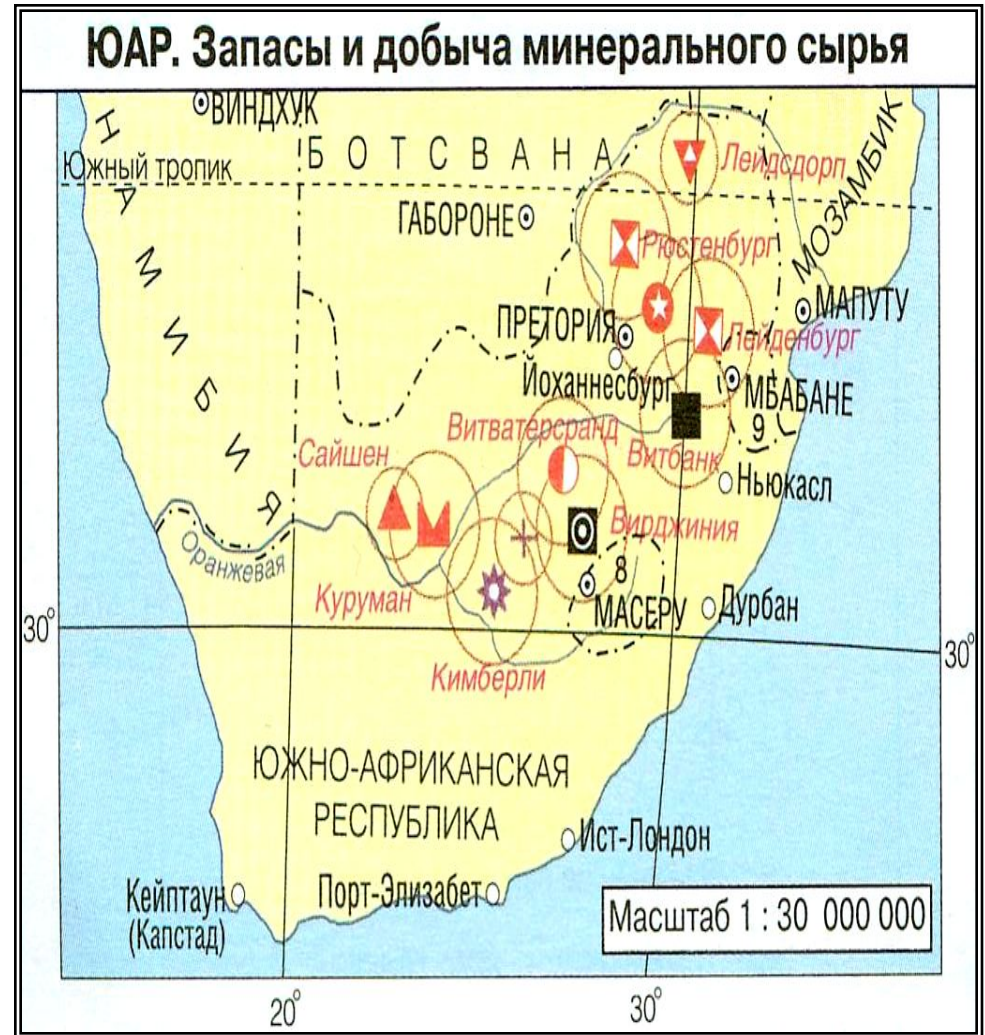 ЮАР. Запасы и добыча минерального сырья
ВИНДХУК
НАМИБИЯ
БОТСВАНА
Южный тропик
Лейдсдорп
МОЗАМБИК
ГАБОРОНЕ
Рюстенбург
МАПУТУ
ПРЕТОРИЯ
Лейденбург
Йоханнесбург
МБАБАНЕ
9
Витватерсранд
Сайшен
Витбанк
Ньюкасл
Вирджиния
Оранжевая
8
Куруман
МАСЕРУ
Дурбан
30°
30°
Кимберли
ЮЖНО-АФРИКАНСКАЯ
РЕСПУБЛИКА
Ист-Лондон
Кейптаун
(Капстад)
Порт-Элизабет
Масштаб 1 : 30 000 000
20°
30°